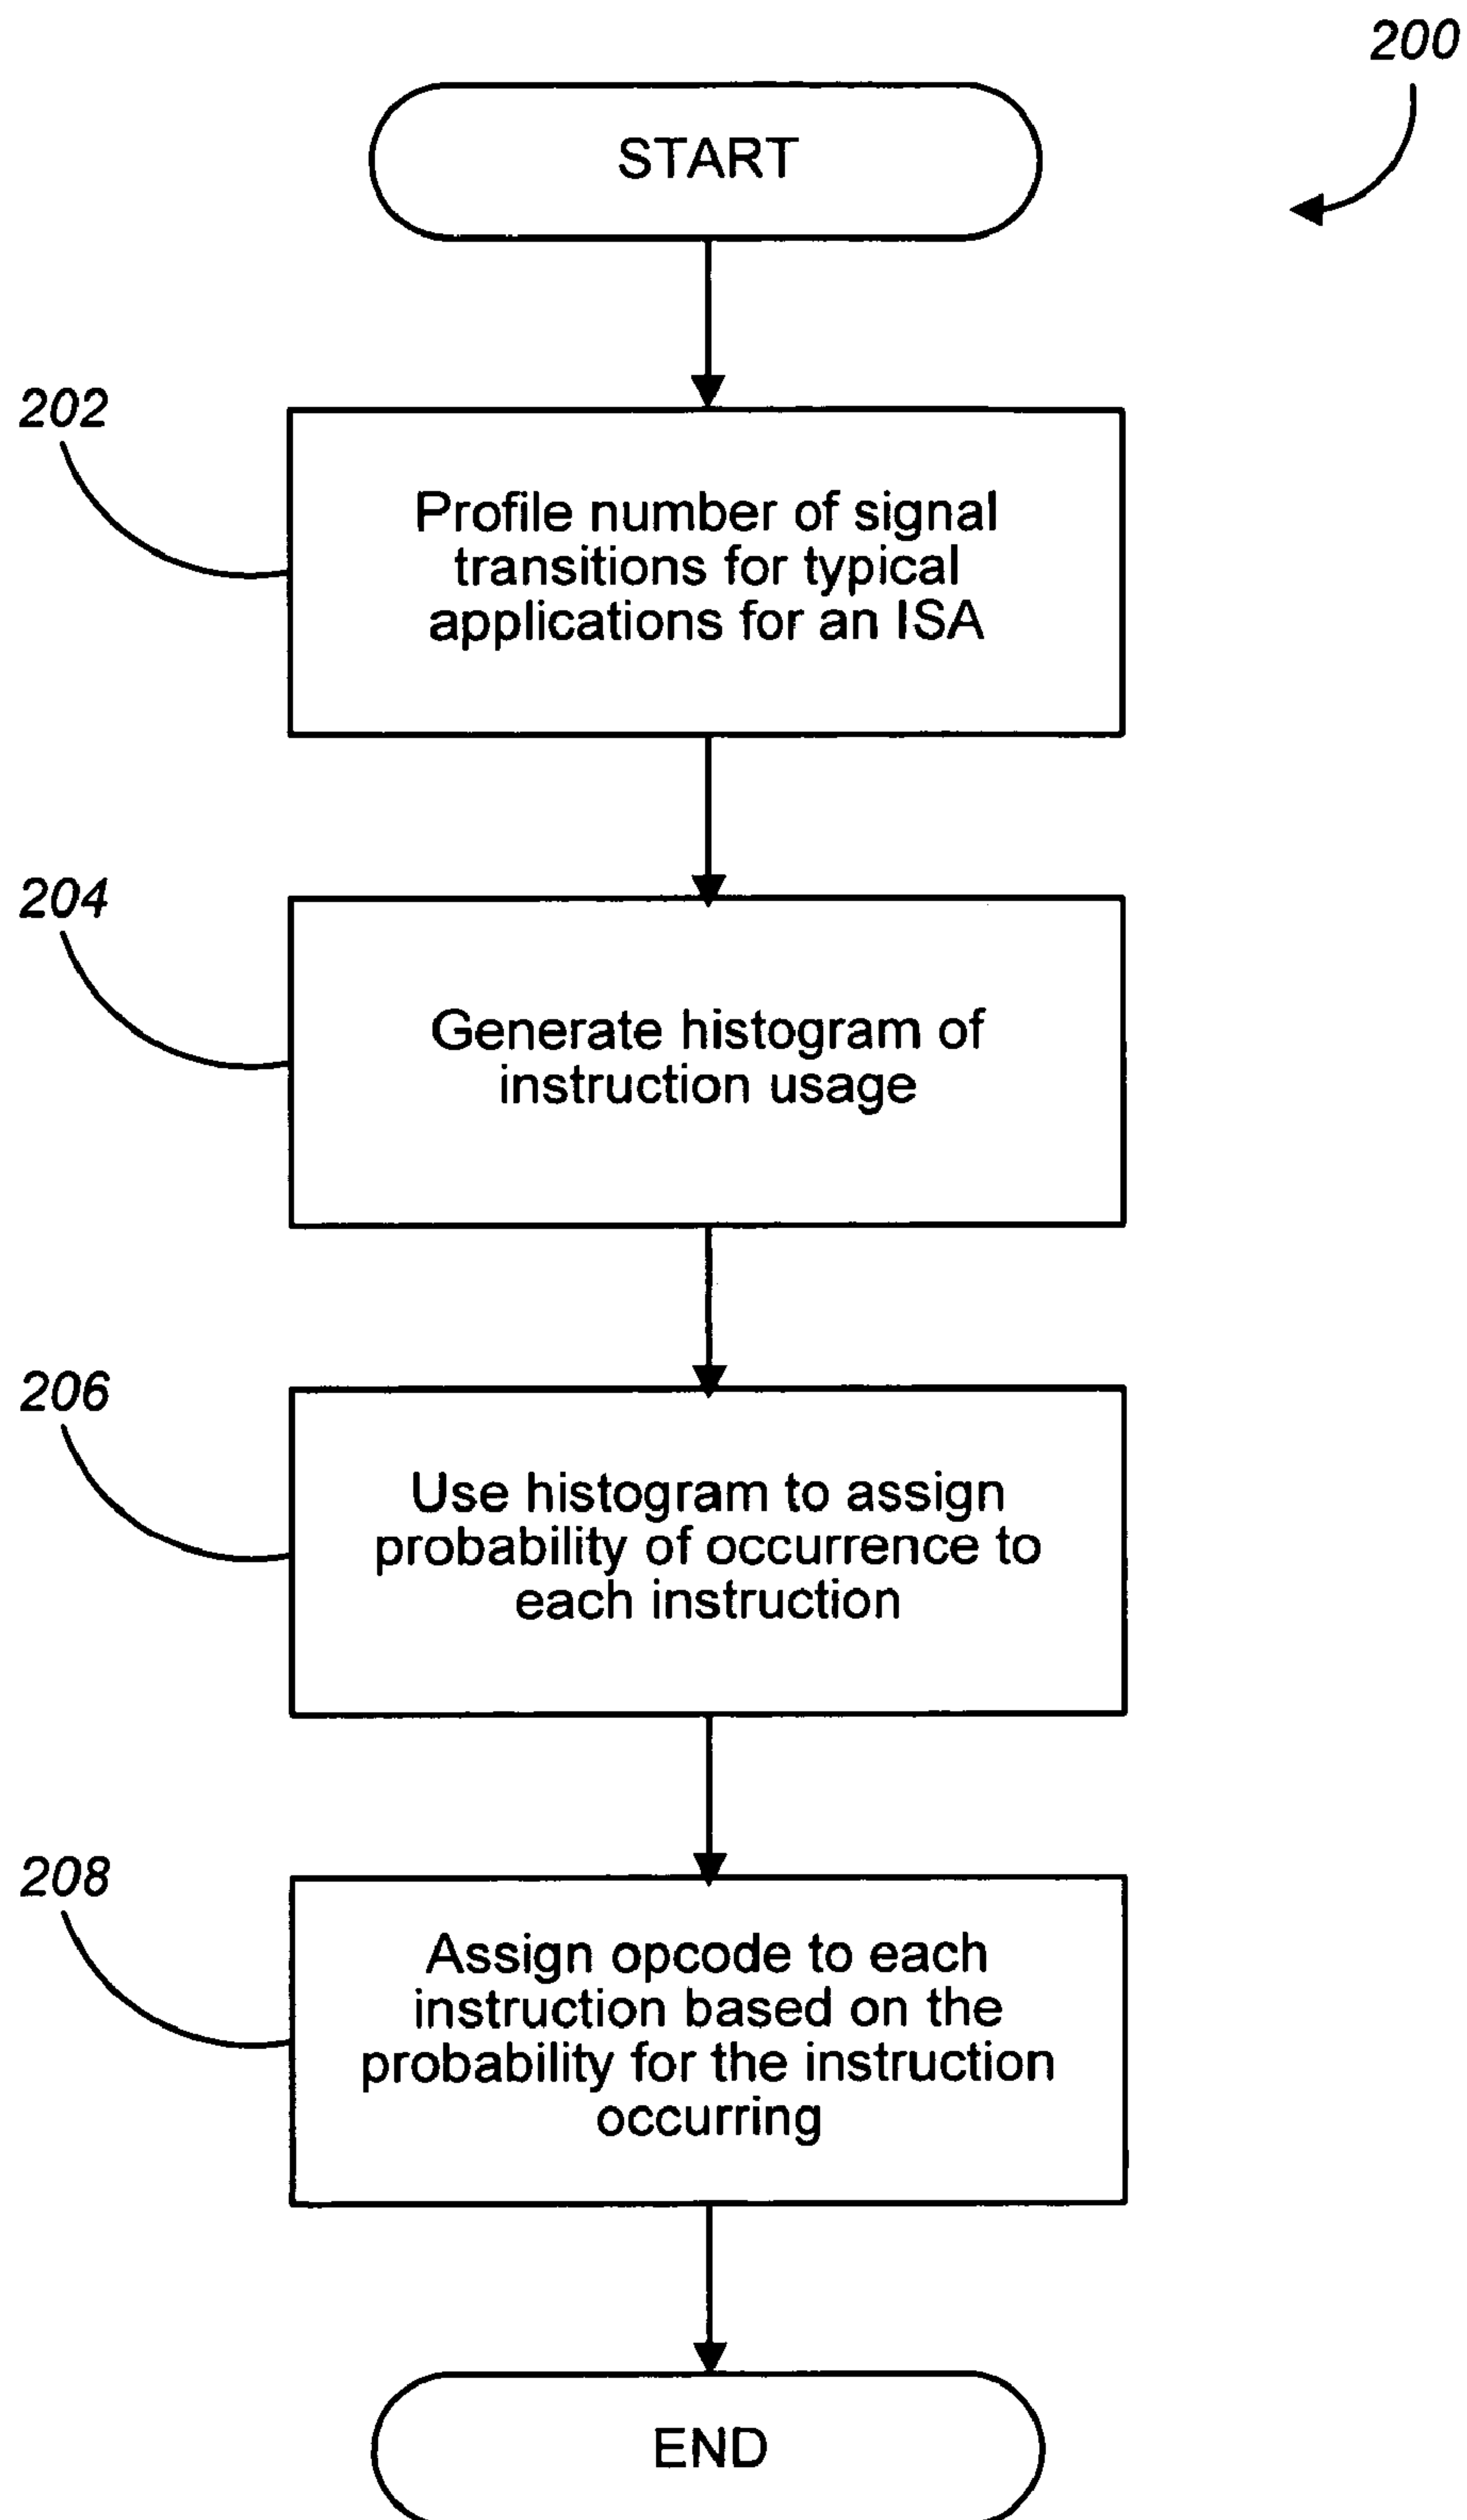 200
START
202
Profile number of signal
transitions for typical
applications for an ISA
204
Generate histogram of
instruction usage
206
Use histogram to assign
probability of occurrence to
each instruction
208
Assign opcode to each
instruction based on the
probability for the instruction
occurring
END